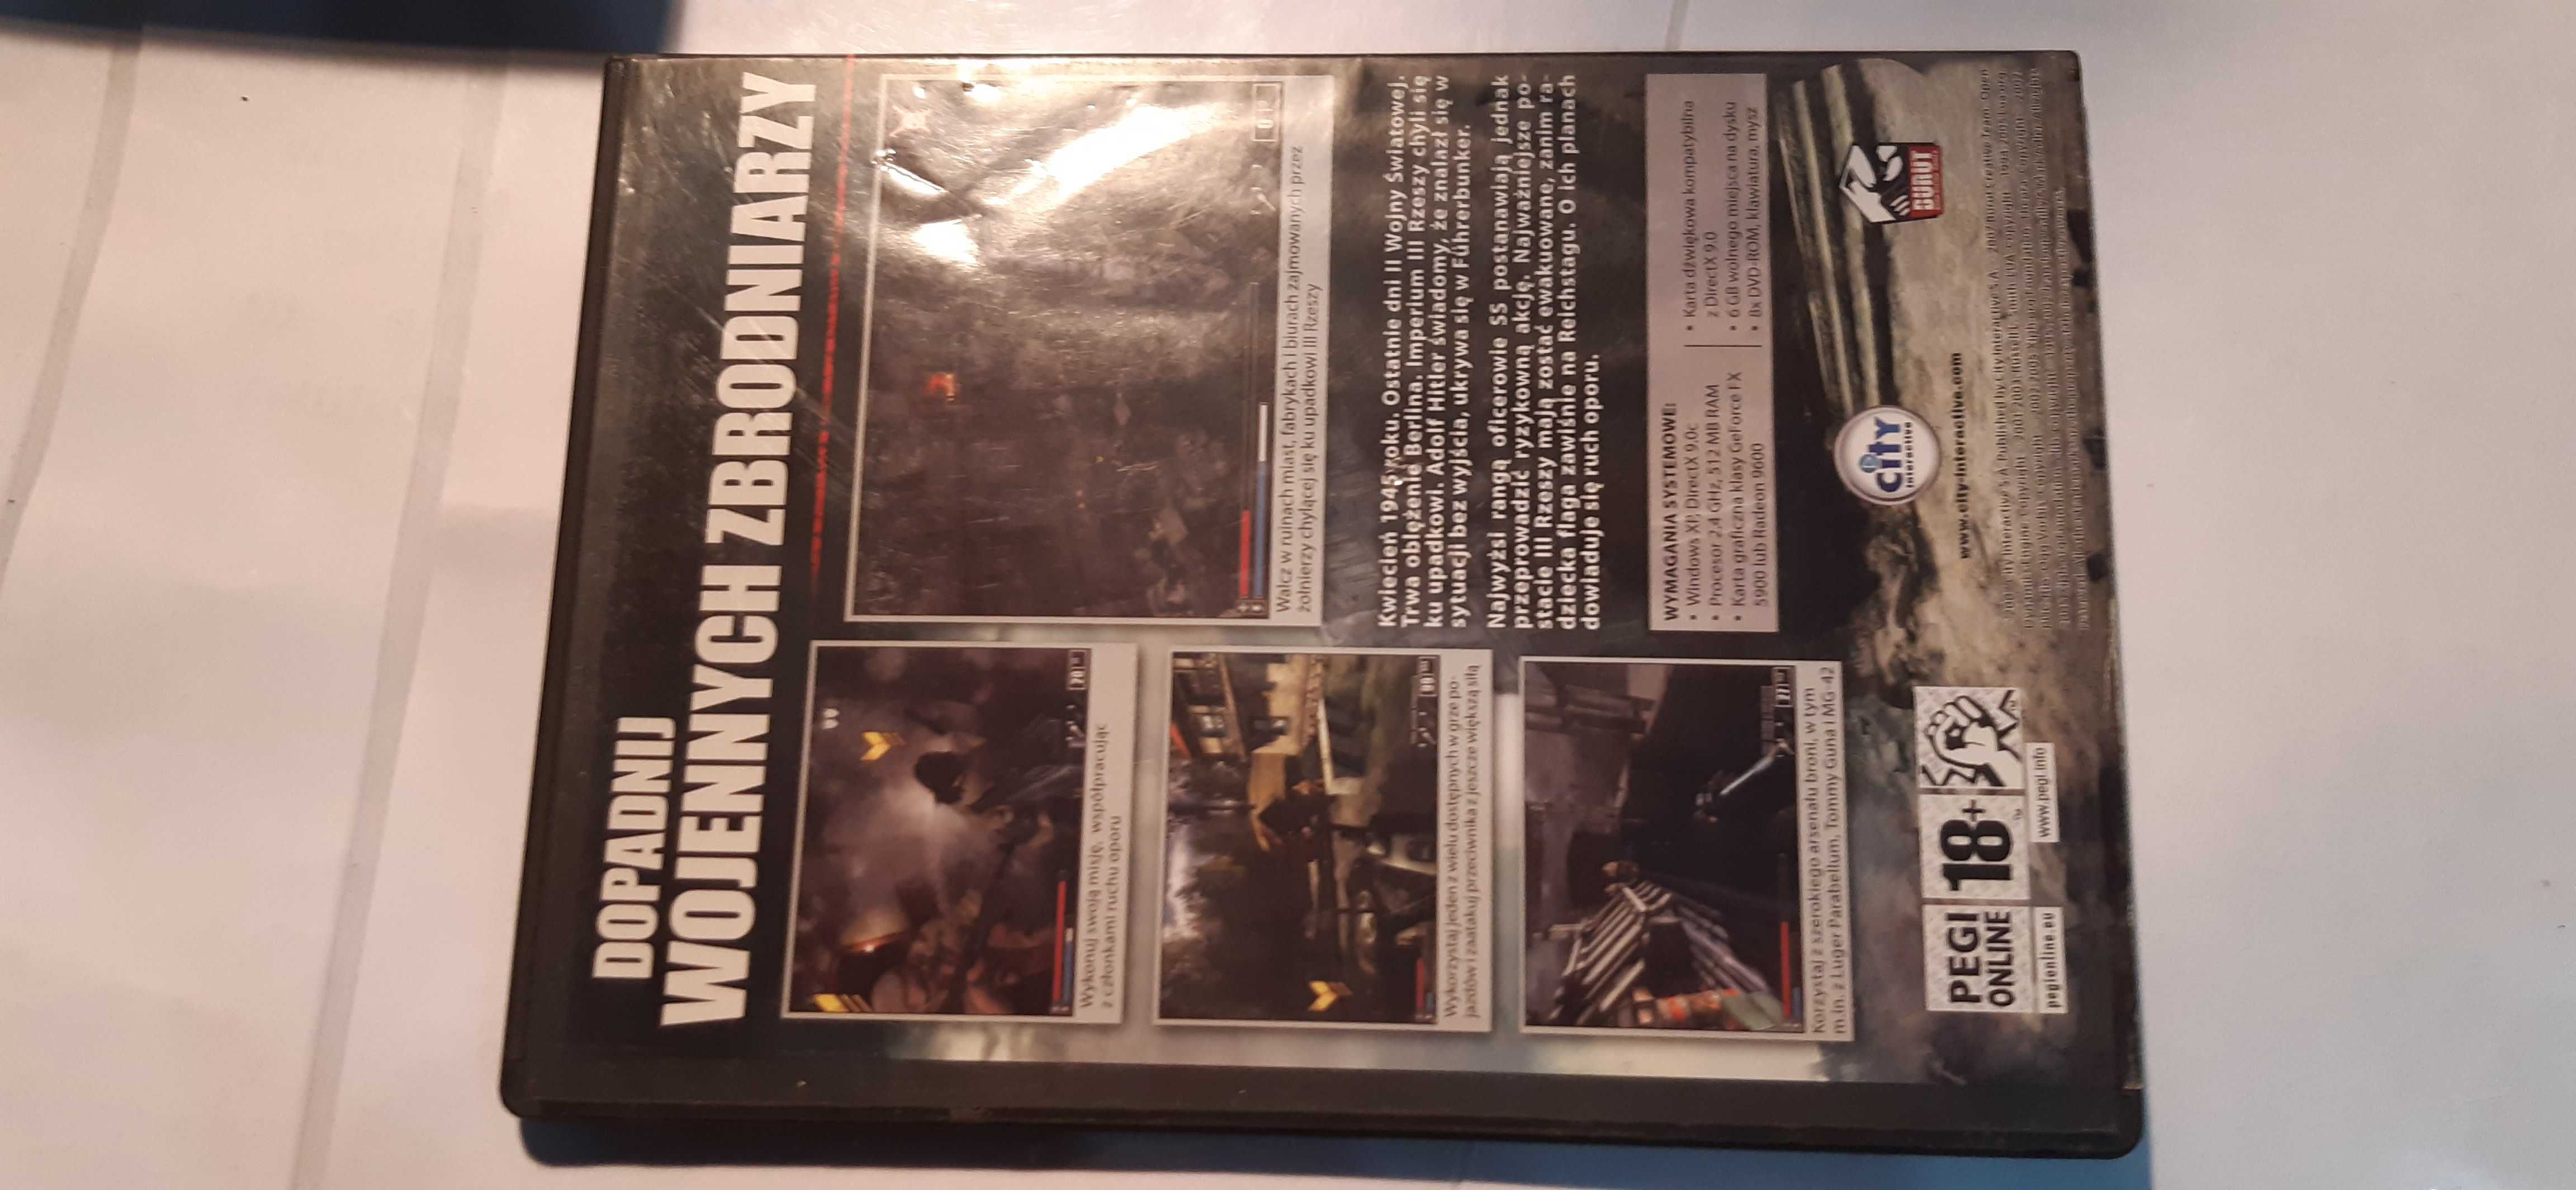 DOPADNIJ
WOJENNYCH ZBRODNIARZY
Wykonuj swoją misję, współpracując
z członkami ruchu oporu
Wykorzystaj jeden z wielu dostępnych w grze po-
jazdów i zaatakuj przeciwnika z jeszcze większą siłą
Korzystaj z szerokiego arsenału broni, w tym
m.in. z Luger Parabellum, Tommy Guna i MG-42
Walcz w ruinach miast, fabrykach i biurach zajmowanych przez
żołnierzy chylącej się ku upadkowi III Rzeszy
Kwiecień 1945 roku. Ostatnie dni II Wojny Światowej.
Trwa oblężenie Berlina. Imperium III Rzeszy chyli się
ku upadkowi. Adolf Hitler świadomy, że znalazł się w
sytuacji bez wyjścia, ukrywa się w Führerbunker.
Najwyżsi rangą oficerowie SS postanawiają jednak
przeprowadzić ryzykowną akcję. Najważniejsze po-
stacie III Rzeszy mają zostać ewakuowane, zanim ra-
dziecka flaga zawiśnie na Reichstagu. O ich planach
dowiaduje się ruch oporu.
WYMAGANIA SYSTEMOWE:
• Windows XP, DirectX 9.0c
• Procesor 2,4 GHz, 512 MB RAM
• Karta graficzna klasy GeForce FX
5900 lub Radeon 9600
• Karta dźwiękowa kompatybilna
z DirectX 9.0
• 6 GB wolnego miejsca na dysku
• 8x DVD-ROM, klawiatura, mysz
city
interactive
BURUT
www.city-interactive.com
PEGI
ONLINE
18+
pegionline.eu
www.pegi.info